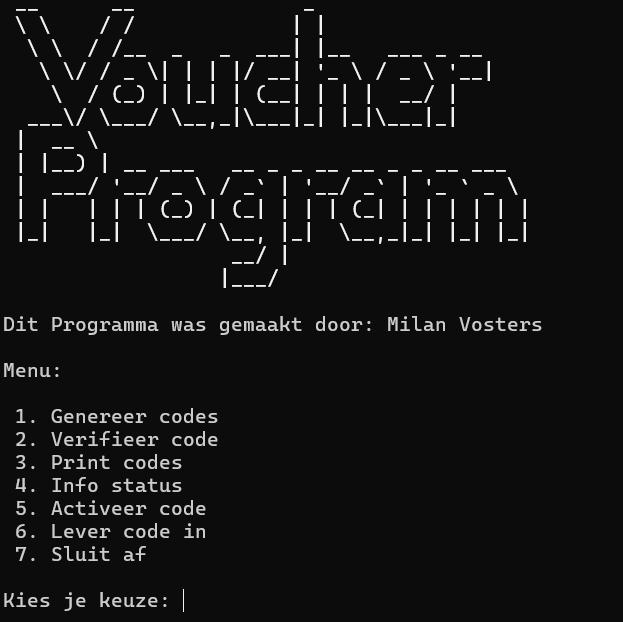 Voucher
Program
Dit Programma was gemaakt door: Milan Vosters
Menu:
1. Genereer codes
2. Verifieer code
3. Print codes
4. Info status
5. Activeer code
6. Lever code in
7. Sluit af
Kies je keuze: